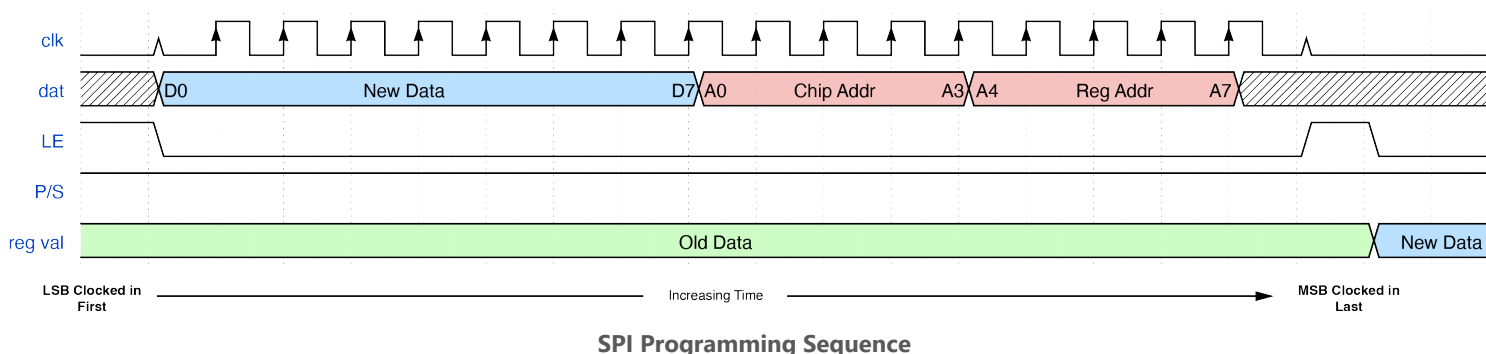 clk
dat D0 New Data D7 A0 Chip Addr A3 A4 Reg Addr A7
LE
P/S
reg val Old Data New Data
LSB Clocked in
First
Increasing Time
MSB Clocked in
Last
SPI Programming Sequence